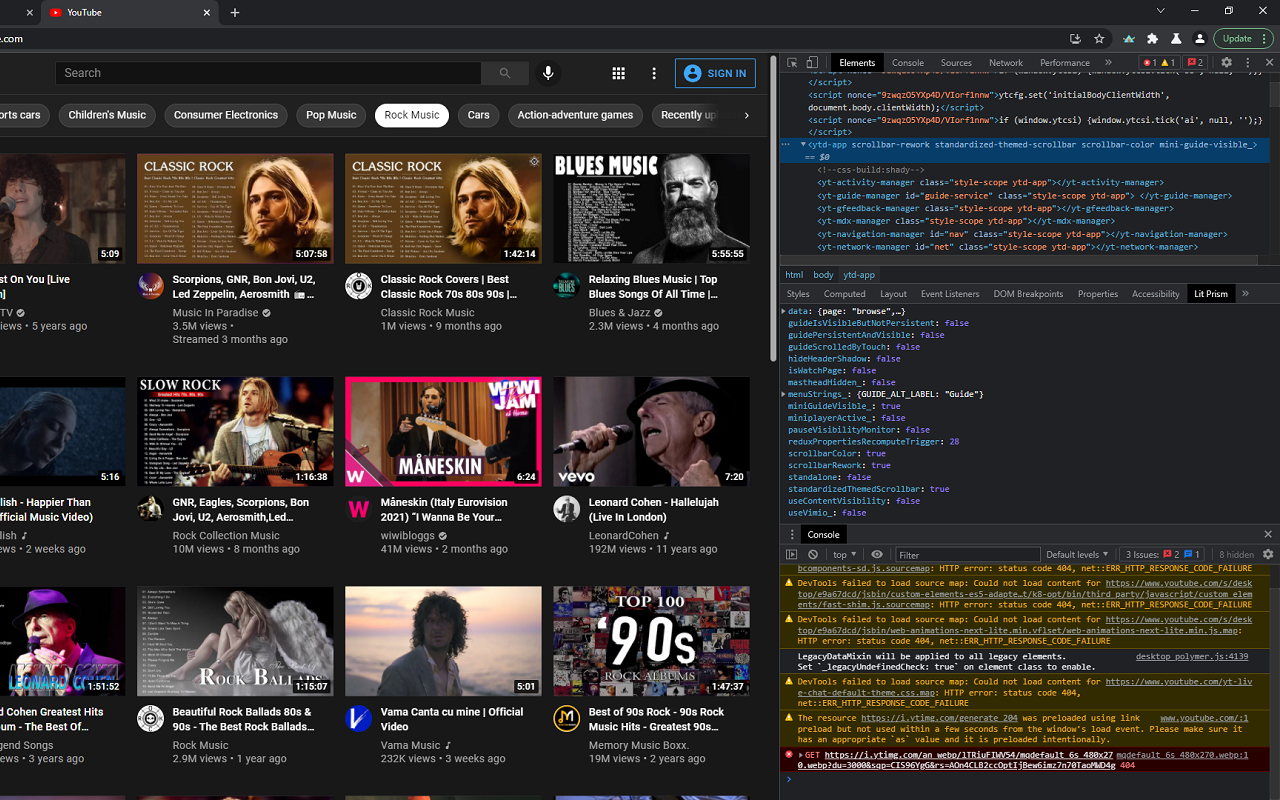 YouTube
e.com
Update
Search
SIGN IN
orts cars
Children's Music
Consumer Electronics
Pop Music
Rock Music
Cars
Action-adventure games
Recently up
5:09
CLASSIC ROCK
5:07:58
CLASSIC ROCK
1:42:14
BLUES MUSIC
5:55:55
st On You [Live
Scorpions, GNR, Bon Jovi, U2,
Led Zeppelin, Aerosmith
Music In Paradise
3.5M views •
Streamed 3 months ago
Classic Rock Covers | Best
Classic Rock 70s 80s 90s |…
Classic Rock Music
1M views • 9 months ago
RELAXING
BLUES
Relaxing Blues Music | Top
Blues Songs Of All Time |…
Blues & Jazz
2.3M views • 4 months ago
TV
iews • 5 years ago
5:16
SLOW ROCK
1:16:38
WIWI
JAM
at Home
W
MÅNESKIN
6:24
vevo
7:20
lish - Happier Than
fficial Music Video)
lish
ews • 2 weeks ago
GNR, Eagles, Scorpions, Bon
Jovi, U2, Aerosmith,Led…
Rock Collection Music
10M views • 8 months ago
W
Måneskin (Italy Eurovision
2021) “I Wanna Be Your…
wiwibloggs
41M views • 2 months ago
Leonard Cohen - Hallelujah
(Live In London)
LeonardCohen
192M views • 11 years ago
LEONARD COHEN
1:51:52
ROCK BALLADS
1:15:07
5:01
TOP 100
'90s
ROCK ALBUMS
1:47:37
d Cohen Greatest Hits
bum - The Best Of…
gend Songs
iews • 3 years ago
Beautiful Rock Ballads 80s &
90s - The Best Rock Ballads…
Rock Music
2.9M views • 1 year ago
Vama Canta cu mine | Official
Video
Vama Music
232K views • 3 weeks ago
Best of 90s Rock - 90s Rock
Music Hits - Greatest 90s…
Memory Music Boxx.
19M views • 2 years ago
Elements
Console
Sources
Network
Performance
1
1
2
</script>
<script nonce="9zwqzO5YXp4D/VIorf1nnw">ytcfg.set('initialBodyClientWidth',
document.body.clientWidth);</script>
<script nonce="9zwqzO5YXp4D/VIorf1nnw">if (window.ytcsi) {window.ytcsi.tick('ai', null, '');}
</script>
<ytd-app scrollbar-rework standardized-themed-scrollbar scrollbar-color mini-guide-visible_>
== $0
<!--css-build:shady-->
<yt-activity-manager class="style-scope ytd-app"></yt-activity-manager>
<yt-guide-manager id="guide-service" class="style-scope ytd-app"> </yt-guide-manager>
<yt-gfeedback-manager class="style-scope ytd-app"></yt-gfeedback-manager>
<yt-mdx-manager class="style-scope ytd-app"></yt-mdx-manager>
<yt-navigation-manager id="nav" class="style-scope ytd-app"></yt-navigation-manager>
<yt-network-manager id="net" class="style-scope ytd-app"></yt-network-manager>
html
body
ytd-app
Styles
Computed
Layout
Event Listeners
DOM Breakpoints
Properties
Accessibility
Lit Prism
data: {page: "browse",…}
guideIsVisibleButNotPersistent: false
guidePersistentAndVisible: false
guideScrolledByTouch: false
hideHeaderShadow: false
isWatchPage: false
mastheadHidden_: false
menuStrings_: {GUIDE_ALT_LABEL: "Guide"}
miniGuideVisible_: true
miniplayerActive_: false
pauseVisibilityMonitor: false
reduxPropertiesRecomputeTrigger: 28
scrollbarColor: true
scrollbarRework: true
standalone: false
standardizedThemedScrollbar: true
useContentVisibility: false
useVimio_: false
Console
top
Filter
Default levels
3 Issues:
2
1
8 hidden
bcomponents-sd.js.sourcemap: HTTP error: status code 404, net::ERR_HTTP_RESPONSE_CODE_FAILURE
DevTools failed to load source map: Could not load content for https://www.youtube.com/s/desk
top/e9a67dcd/jsbin/custom-elements-es5-adapte…t/k8-opt/bin/third_party/javascript/custom_elem
ents/fast-shim.js.sourcemap: HTTP error: status code 404, net::ERR_HTTP_RESPONSE_CODE_FAILURE
DevTools failed to load source map: Could not load content for https://www.youtube.com/s/desk
top/e9a67dcd/jsbin/web-animations-next-lite.min.vflset/web-animations-next-lite.min.js.map:
HTTP error: status code 404, net::ERR_HTTP_RESPONSE_CODE_FAILURE
LegacyDataMixin will be applied to all legacy elements.
desktop_polymer.js:4139
Set `_legacyUndefinedCheck: true` on element class to enable.
DevTools failed to load source map: Could not load content for https://www.youtube.com/yt-liv
e-chat-default-theme.css.map: HTTP error: status code 404,
net::ERR_HTTP_RESPONSE_CODE_FAILURE
The resource https://i.ytimg.com/generate_204 was preloaded using link
www.youtube.com/:1
preload but not used within a few seconds from the window's load event. Please make sure it
has an appropriate `as` value and it is preloaded intentionally.
GET https://i.ytimg.com/an_webp/1TRiuFIWV54/mqdefault_6s_480x27
mqdefault_6s_480x270.webp:1
0.webp?du=3000&sqp=CIS96YgG&rs=AOn4CLB2ccOptIjBew6imz7n70TaoMWD4g 404